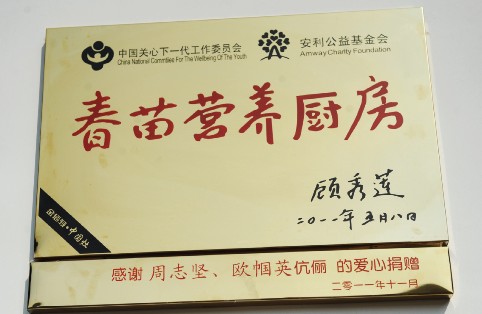 中国关心下一代工作委员会
China National Committee For The Wellbeing Of The Youth
安利公益基金会
Amway Charity Foundation
春苗营养厨房
顾秀莲
二〇一一年五月八日
中国
感谢 周志坚、欧帼英伉俪 的爱心捐赠
二零一一年十一月